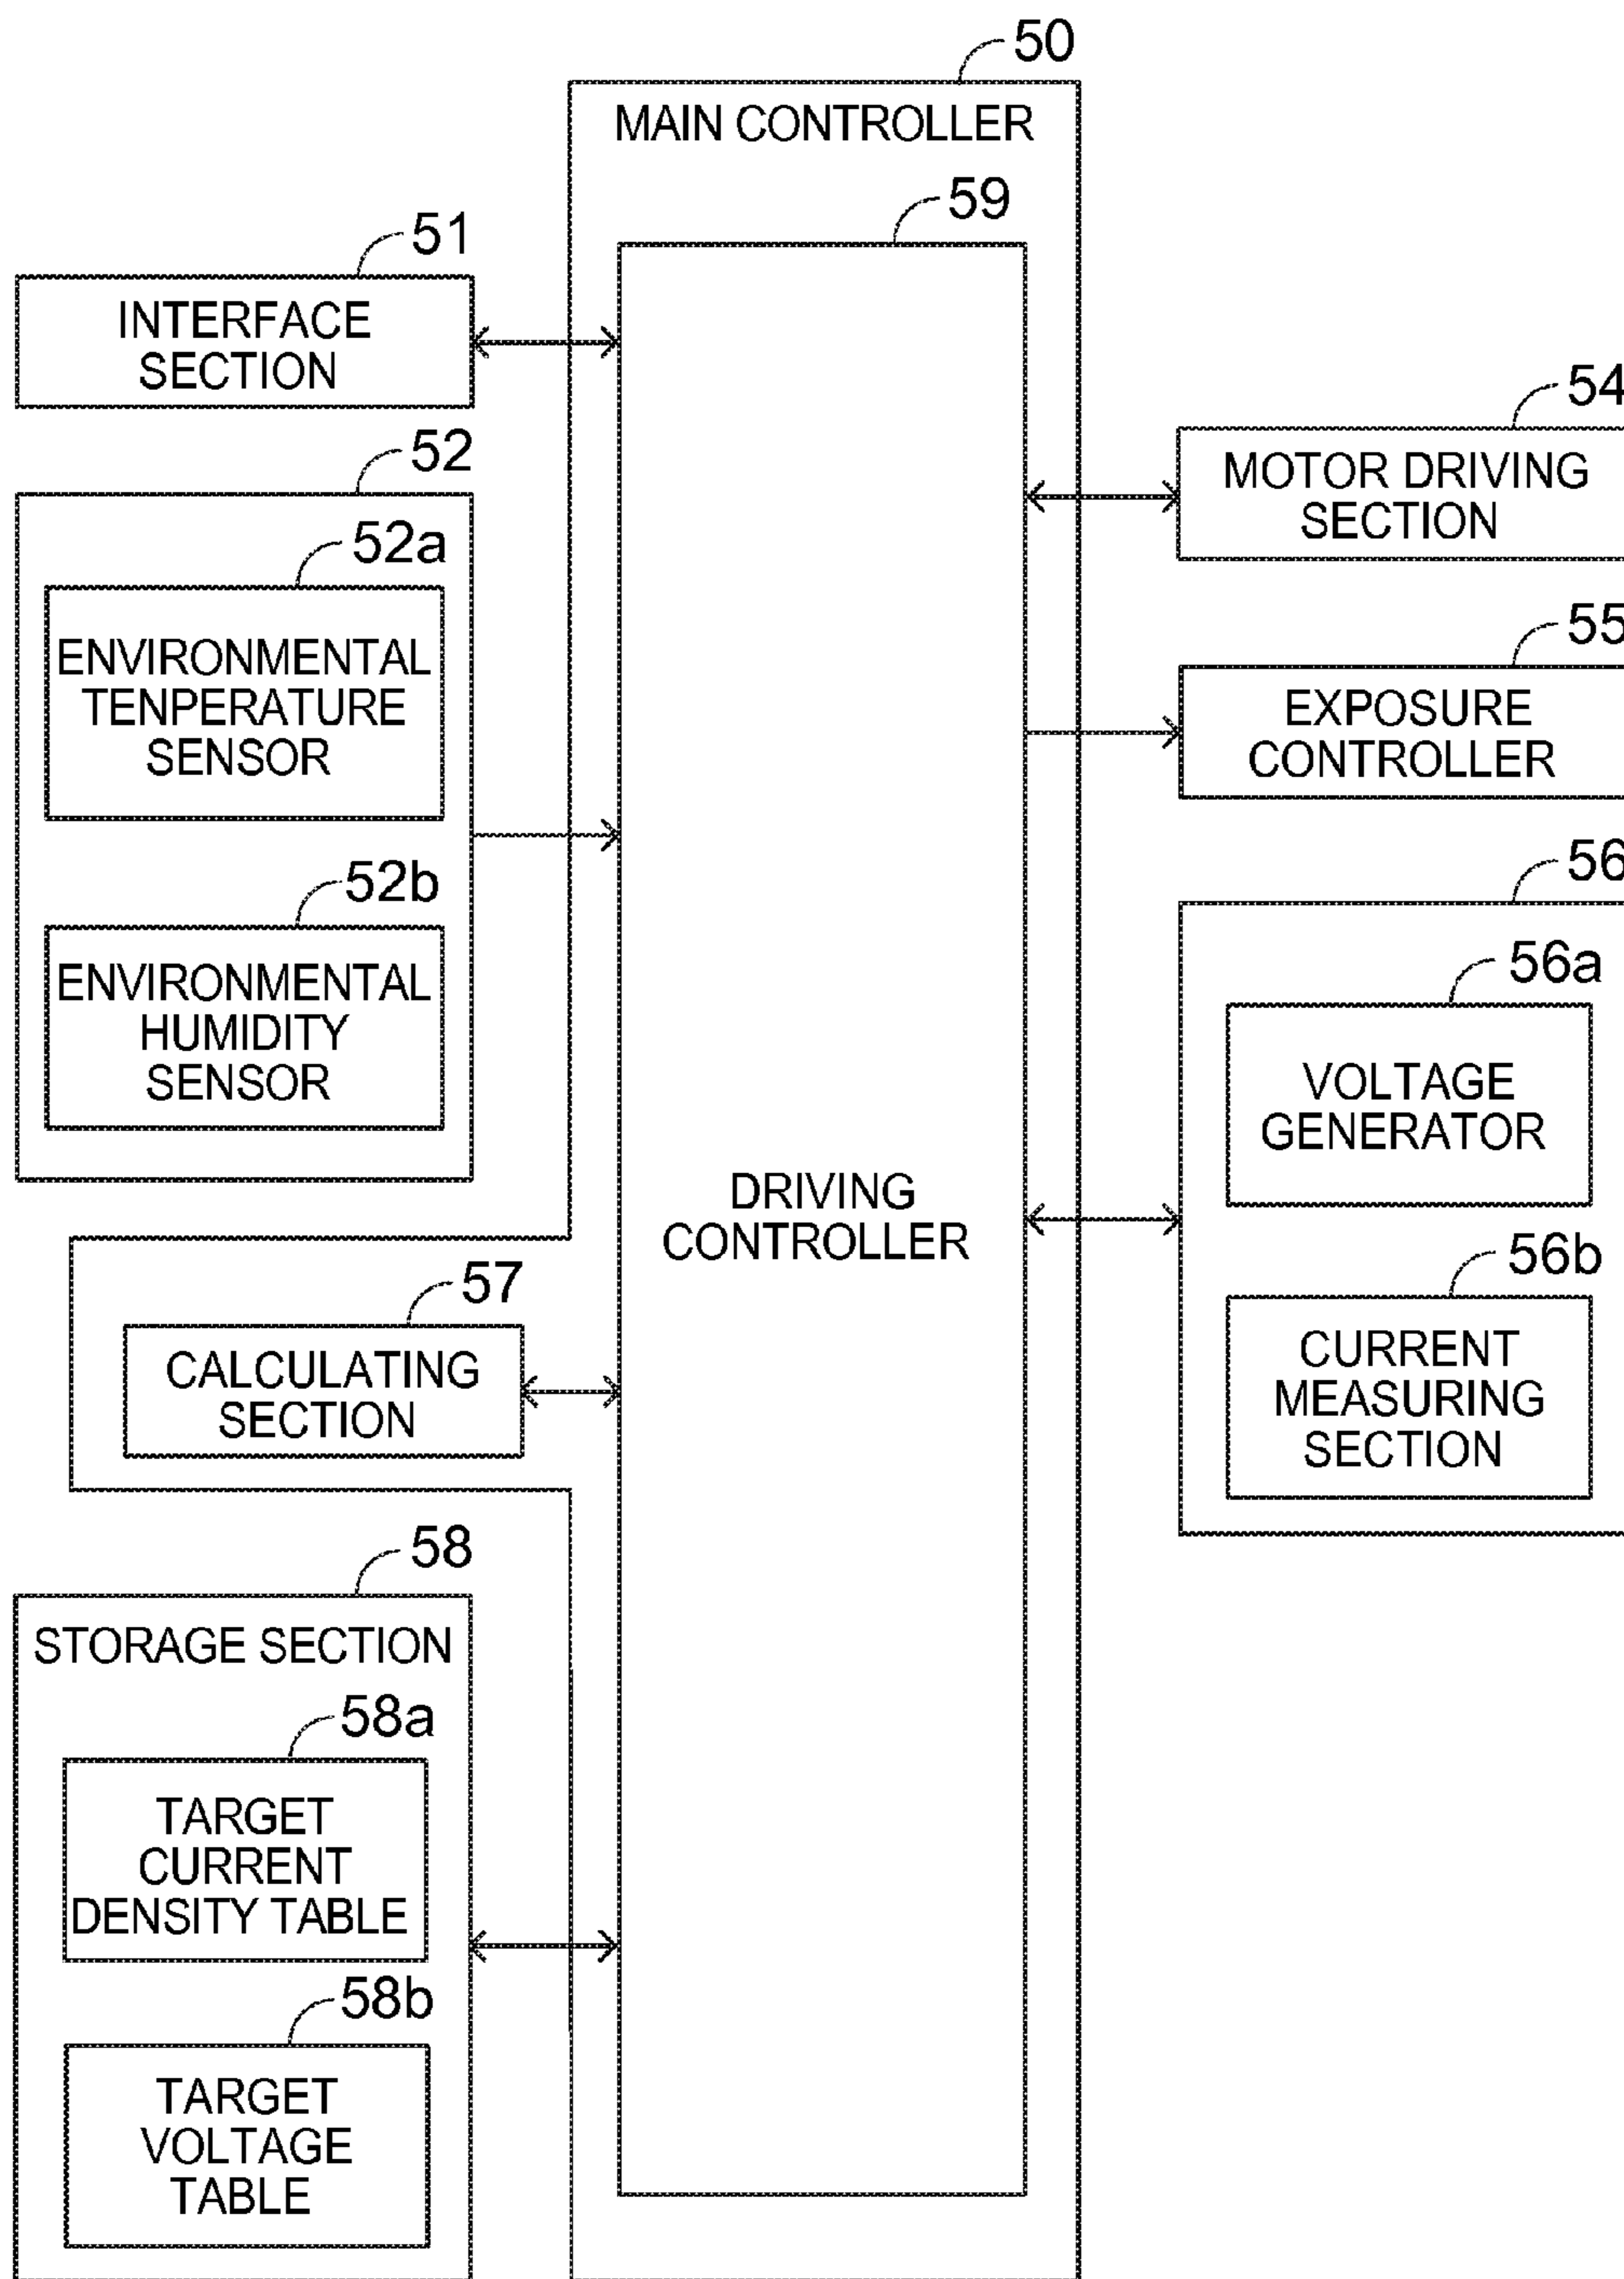 50
MAIN CONTROLLER
59
51
INTERFACE
SECTION
52
52a
ENVIRONMENTAL
TENPERATURE
SENSOR
52b
ENVIRONMENTAL
HUMIDITY
SENSOR
DRIVING
CONTROLLER
57
CALCULATING
SECTION
58
STORAGE SECTION
58a
TARGET
CURRENT
DENSITY TABLE
58b
TARGET
VOLTAGE
TABLE
54
MOTOR DRIVING
SECTION
55
EXPOSURE
CONTROLLER
56
56a
VOLTAGE
GENERATOR
56b
CURRENT
MEASURING
SECTION